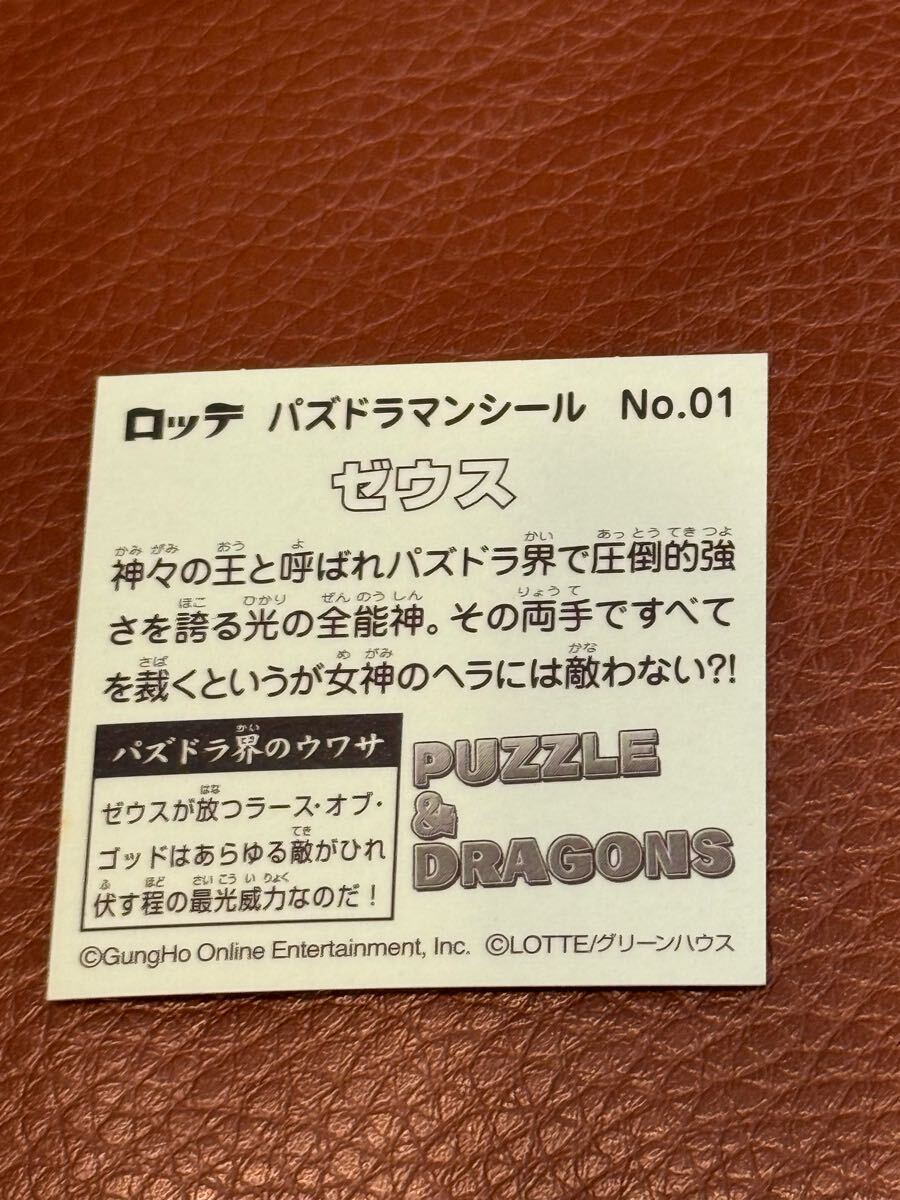 ロッテ パズドラマンシール No.01
ゼウス
神々の王と呼ばれパズドラ界で圧倒的強
さを誇る光の全能神。その両手ですべて
を裁くというが女神のヘラには敵わない?!
パズドラ界のウワサ
ゼウスが放つラース・オブ・
ゴッドはあらゆる敵がひれ
伏す程の最光威力なのだ!
PUZZLE
&
DRAGONS
©GungHo Online Entertainment, Inc. ©LOTTE/グリーンハウス